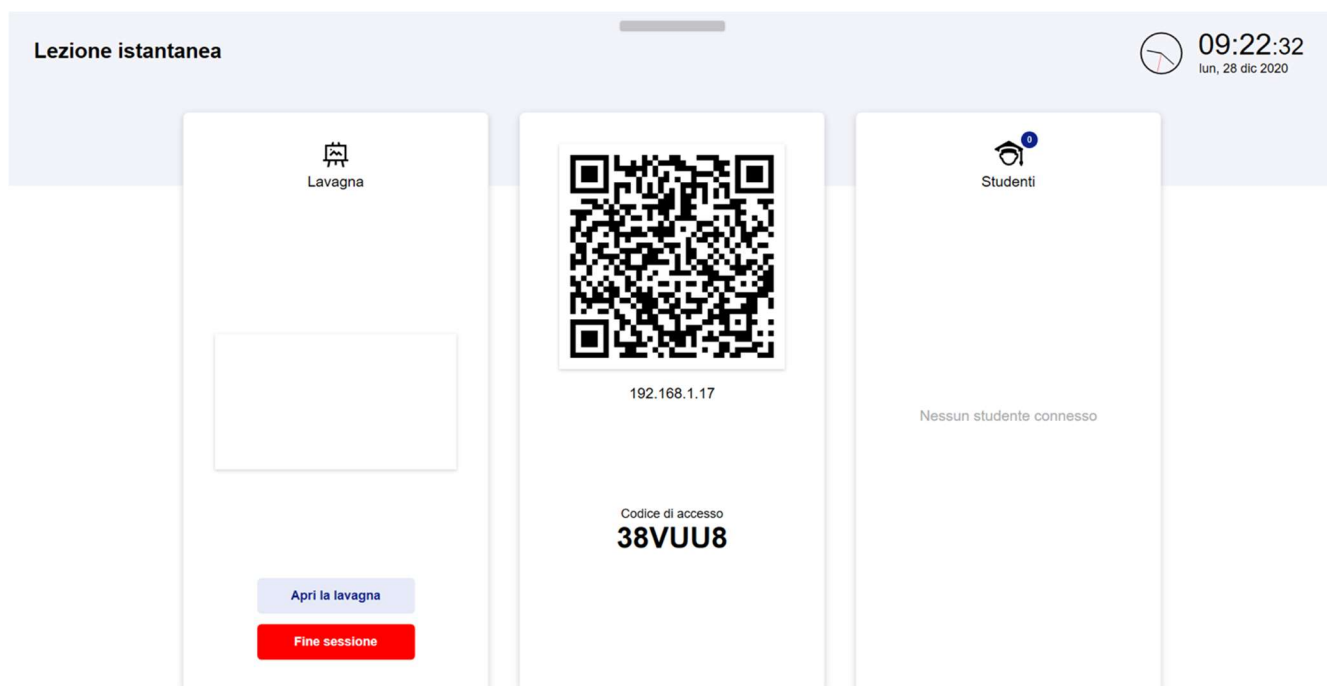 Lezione istantanea
09:22:32
lun, 28 dic 2020
Lavagna
Apri la lavagna
Fine sessione
192.168.1.17
Codice di accesso
38VUU8
0
Studenti
Nessun studente connesso